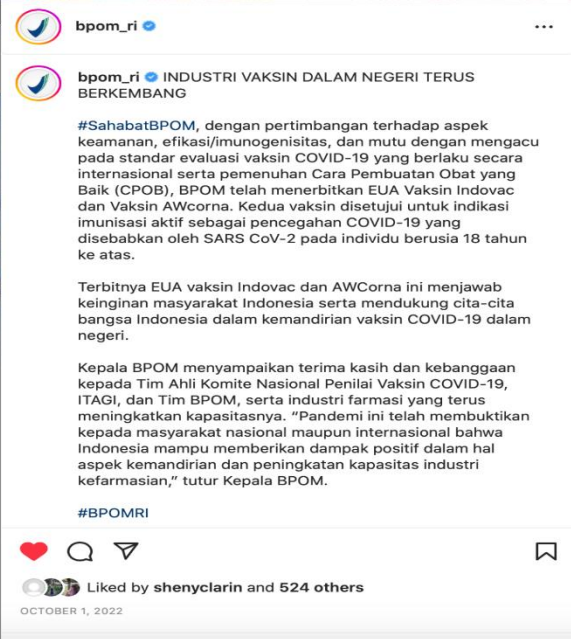 bpom_ri
bpom_ri INDUSTRI VAKSIN DALAM NEGERI TERUS
BERKEMBANG
#SahabatBPOM, dengan pertimbangan terhadap aspek
keamanan, efikasi/imunogenisitas, dan mutu dengan mengacu
pada standar evaluasi vaksin COVID-19 yang berlaku secara
internasional serta pemenuhan Cara Pembuatan Obat yang
Baik (CPOB), BPOM telah menerbitkan EUA Vaksin Indovac
dan Vaksin AWcorna. Kedua vaksin disetujui untuk indikasi
imunisasi aktif sebagai pencegahan COVID-19 yang
disebabkan oleh SARS CoV-2 pada individu berusia 18 tahun
ke atas.
Terbitnya EUA vaksin Indovac dan AWCorna ini menjawab
keinginan masyarakat Indonesia serta mendukung cita-cita
bangsa Indonesia dalam kemandirian vaksin COVID-19 dalam
negeri.
Kepala BPOM menyampaikan terima kasih dan kebanggaan
kepada Tim Ahli Komite Nasional Penilai Vaksin COVID-19,
ITAGI, dan Tim BPOM, serta industri farmasi yang terus
meningkatkan kapasitasnya. “Pandemi ini telah membuktikan
kepada masyarakat nasional maupun internasional bahwa
Indonesia mampu memberikan dampak positif dalam hal
aspek kemandirian dan peningkatan kapasitas industri
kefarmasian,” tutur Kepala BPOM.
#BPOMRI
Liked by shenyclarin and 524 others
OCTOBER 1, 2022